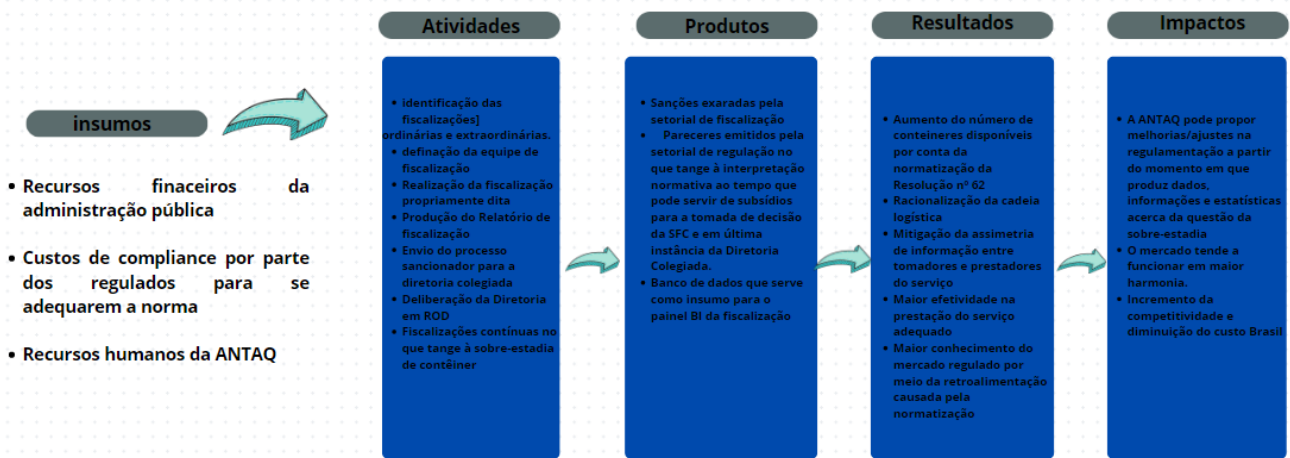 insumos
• Recursos finaceiros da
administração pública
• Custos de compliance por parte
dos regulados para se
adequarem a norma
• Recursos humanos da ANTAQ
Atividades
• identificação das
fiscalizações]
ordinárias e extraordinárias.
• definação da equipe de
fiscalização
• Realização da fiscalização
propriamente dita
• Produção do Relatório de
fiscalização
• Envio do processo
sancionador para a
diretoria colegiada
• Deliberação da Diretoria
em ROD
• Fiscalizações contínuas no
que tange à sobre-estadia
de contêiner
Produtos
• Sanções exaradas pela
setorial de fiscalização
• Pareceres emitidos pela
setorial de regulação no
que tange à interpretação
normativa ao tempo que
pode servir de subsídios
para a tomada de decisão
da SFC e em última
instância da Diretoria
Colegiada.
• Banco de dados que serve
como insumo para o
painel BI da fiscalização
Resultados
• Aumento do número de
conteineres disponíveis
por conta da
normatização da
Resolução nº 62
• Racionalização da cadeia
logística
• Mitigação da assimetria
de informação entre
tomadores e prestadores
do serviço
• Maior efetividade na
prestação do serviço
adequado
• Maior conhecimento do
mercado regulado por
meio da retroalimentação
causada pela
normatização
Impactos
• A ANTAQ pode propor
melhorias/ajustes na
regulamentação a partir
do momento em que
produz dados,
informações e estatísticas
acerca da questão da
sobre-estadia
• O mercado tende a
funcionar em maior
harmonia.
• Incremento da
competitividade e
diminuição do custo Brasil